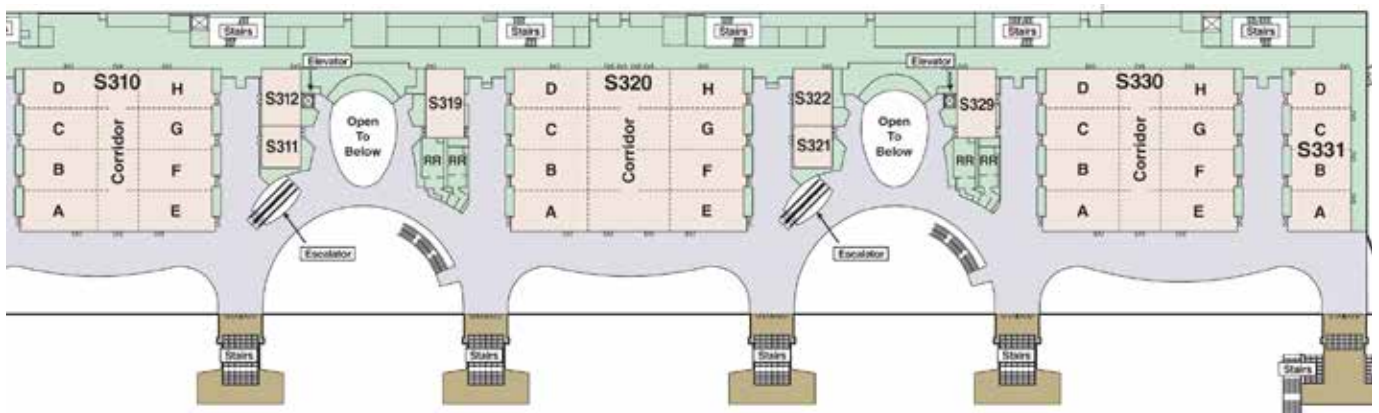 Stairs
Stairs
Stairs
Stairs
Stairs
Elevator
Elevator
D
S310
H
S312
S319
D
S320
H
S322
S329
D
S330
H
D
C
G
Open
To
Below
C
G
Open
To
Below
C
G
C
S331
Corridor
S311
Corridor
S321
Corridor
B
F
RR
RR
B
F
RR
RR
B
F
B
A
E
A
E
A
E
A
Escalator
Escalator
Stairs
Stairs
Stairs
Stairs
Stairs